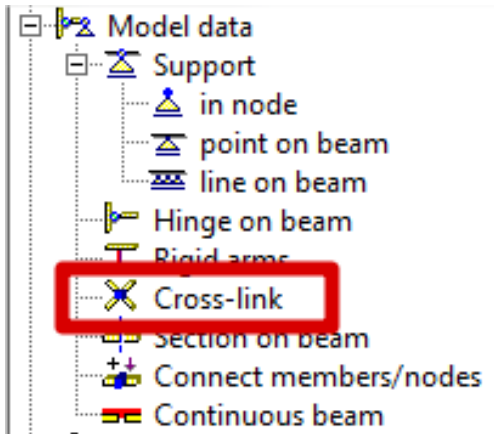 Model data
Support
in node
point on beam
line on beam
Hinge on beam
Rigid arms
Cross-link
Section on beam
Connect members/nodes
Continuous beam